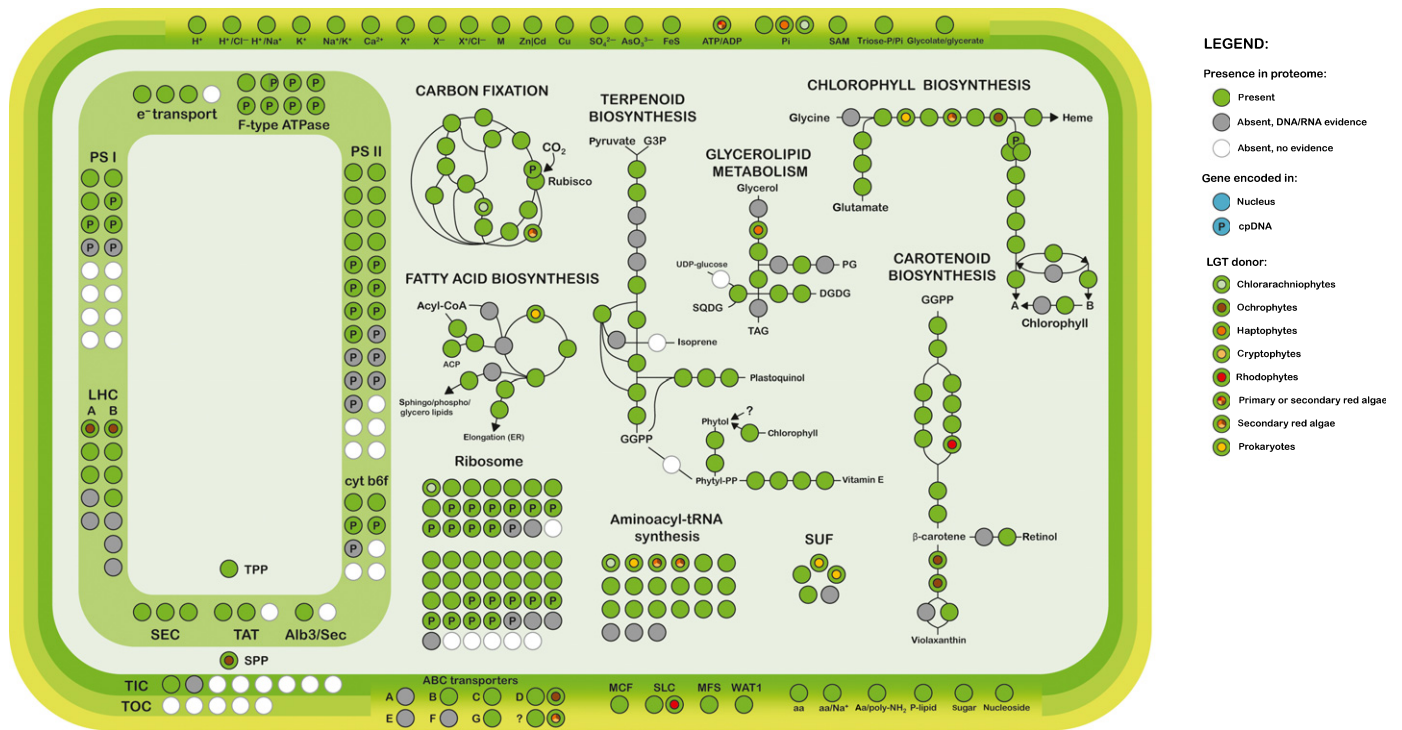 H⁺ H⁺/Cl⁻ H⁺/Na⁺ K⁺ Na⁺/K⁺ Ca²⁺ X⁺ X⁻ X⁺/Cl⁻ M Zn|Cd Cu SO₄²⁻ AsO₃³⁻ FeS ATP/ADP Pi SAM Triose-P/Pi Glycolate/glycerate
e⁻transport
P P P
P P P P
F-type ATPase
PS I
P P
P P
PS II
P P
P P
P P
P P
P P
P P
P
LHC
A B
cyt b6f
P P
P
TPP
SEC TAT Alb3/Sec
SPP
TIC
TOC
CARBON FIXATION
CO₂
P
Rubisco
FATTY ACID BIOSYNTHESIS
Acyl-CoA
ACP
Sphingo/phospho/
glycero lipids
Elongation (ER)
TERPENOID
BIOSYNTHESIS
Pyruvate G3P
Isoprene
Plastoquinol
GGPP
Phytol
?
Chlorophyll
Phytyl-PP
Vitamin E
GLYCEROLIPID
METABOLISM
Glycerol
UDP-glucose
PG
SQDG
DGDG
TAG
CHLOROPHYLL BIOSYNTHESIS
Glycine
Heme
P
Glutamate
A B
Chlorophyll
CAROTENOID
BIOSYNTHESIS
GGPP
β-carotene
Retinol
Violaxanthin
Ribosome
P P P P P P
P P P P P
P P P P P
P P P P P
Aminoacyl-tRNA
synthesis
SUF
ABC transporters
A B C D
E F G ?
MCF SLC MFS WAT1
aa aa/Na⁺ Aa/poly-NH₂ P-lipid Sugar Nucleoside
LEGEND:
Presence in proteome:
Present
Absent, DNA/RNA evidence
Absent, no evidence
Gene encoded in:
Nucleus
P cpDNA
LGT donor:
Chlorarachniophytes
Ochrophytes
Haptophytes
Cryptophytes
Rhodophytes
Primary or secondary red algae
Secondary red algae
Prokaryotes